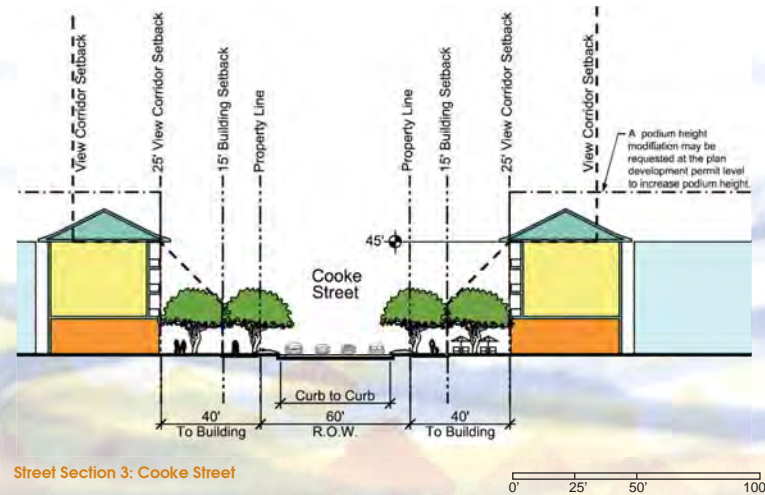 View Corridor Setback
25' View Corridor Setback
15' Building Setback
Property Line
Property Line
15' Building Setback
25' View Corridor Setback
View Corridor Setback
A podium height
modifiation may be
requested at the plan
development permit level
to increase podium height.
45'
Cooke
Street
Curb to Curb
40'
To Building
60'
R.O.W.
40'
To Building
Street Section 3: Cooke Street
0'
25'
50'
100